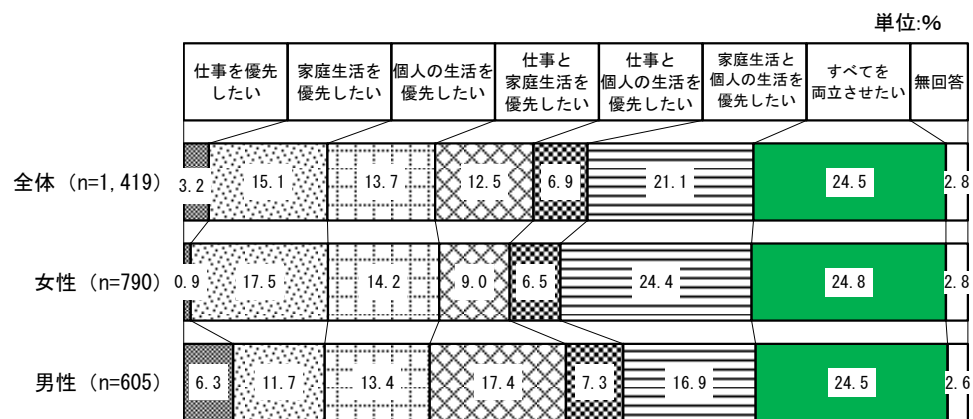 単位:%
仕事を優先
したい
家庭生活を
優先したい
個人の生活を
優先したい
仕事と
家庭生活を
優先したい
仕事と
個人の生活を
優先したい
家庭生活と
個人の生活を
優先したい
すべてを
両立させたい
無回答
全体 (n=1,419) 3.2 15.1 13.7 12.5 6.9 21.1 24.5 2.8
女性 (n=790) 0.9 17.5 14.2 9.0 6.5 24.4 24.8 2.8
男性 (n=605) 6.3 11.7 13.4 17.4 7.3 16.9 24.5 2.6